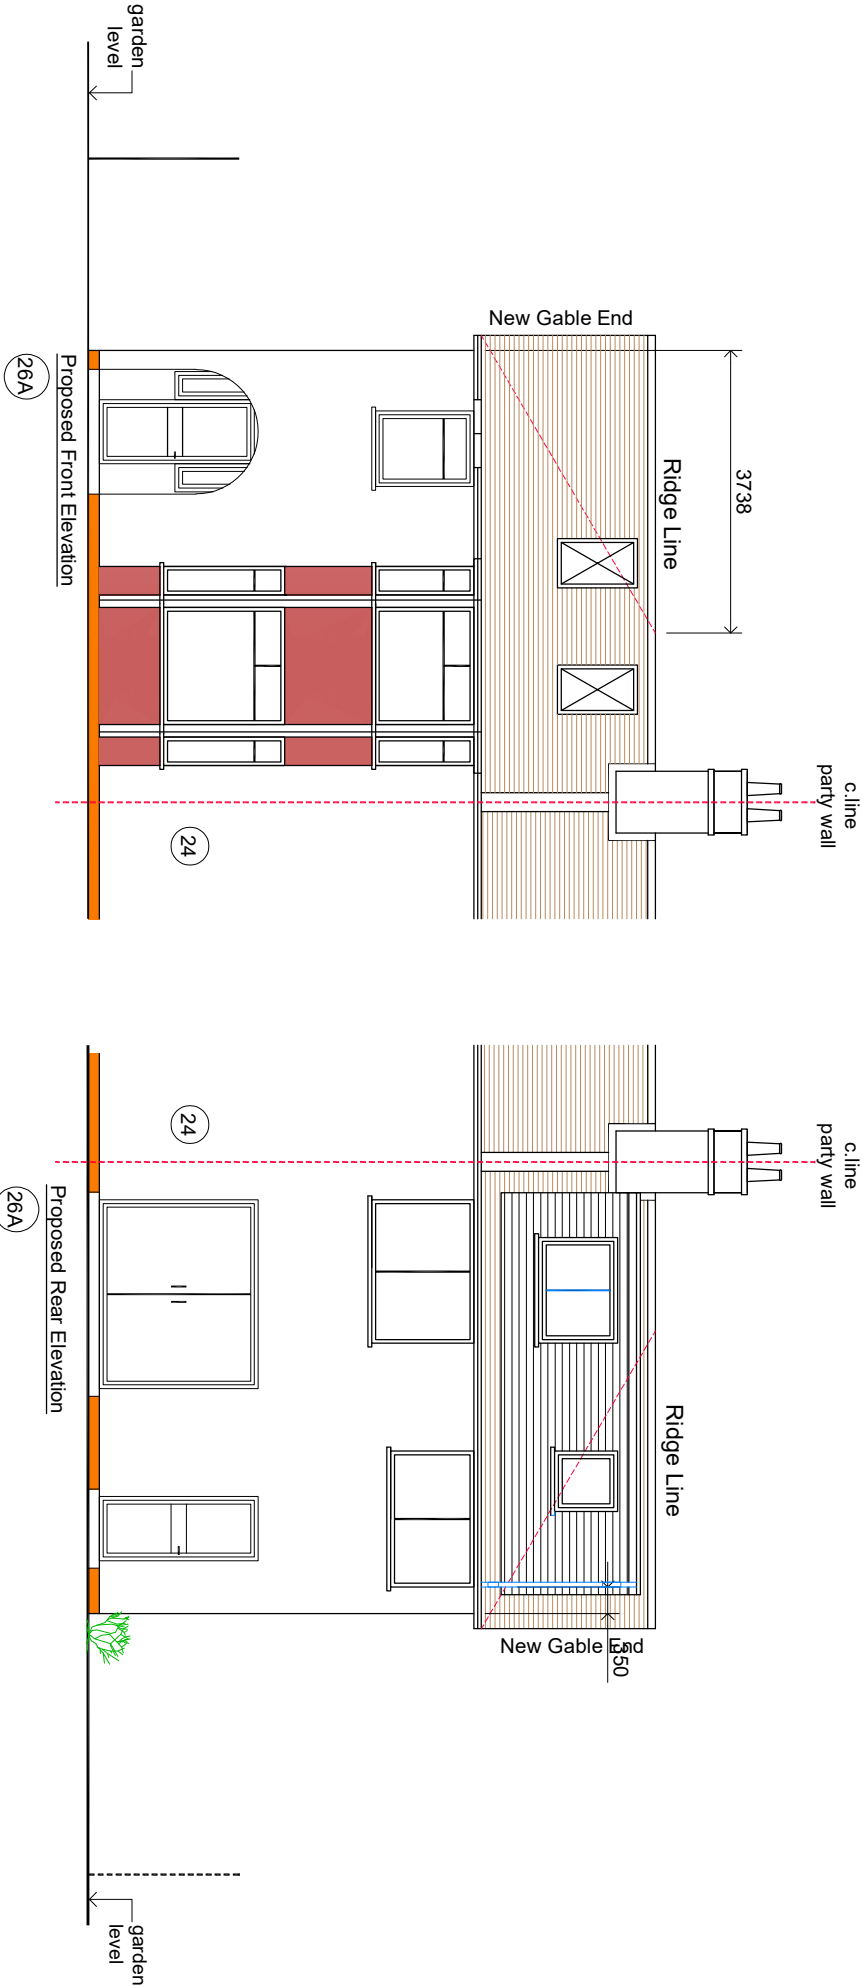 garden
level
New Gable End
3738
Ridge Line
c.line
party wall
24
Proposed Front Elevation
26A
c.line
party wall
24
Ridge Line
New Gable End
350
Proposed Rear Elevation
26A
garden
level